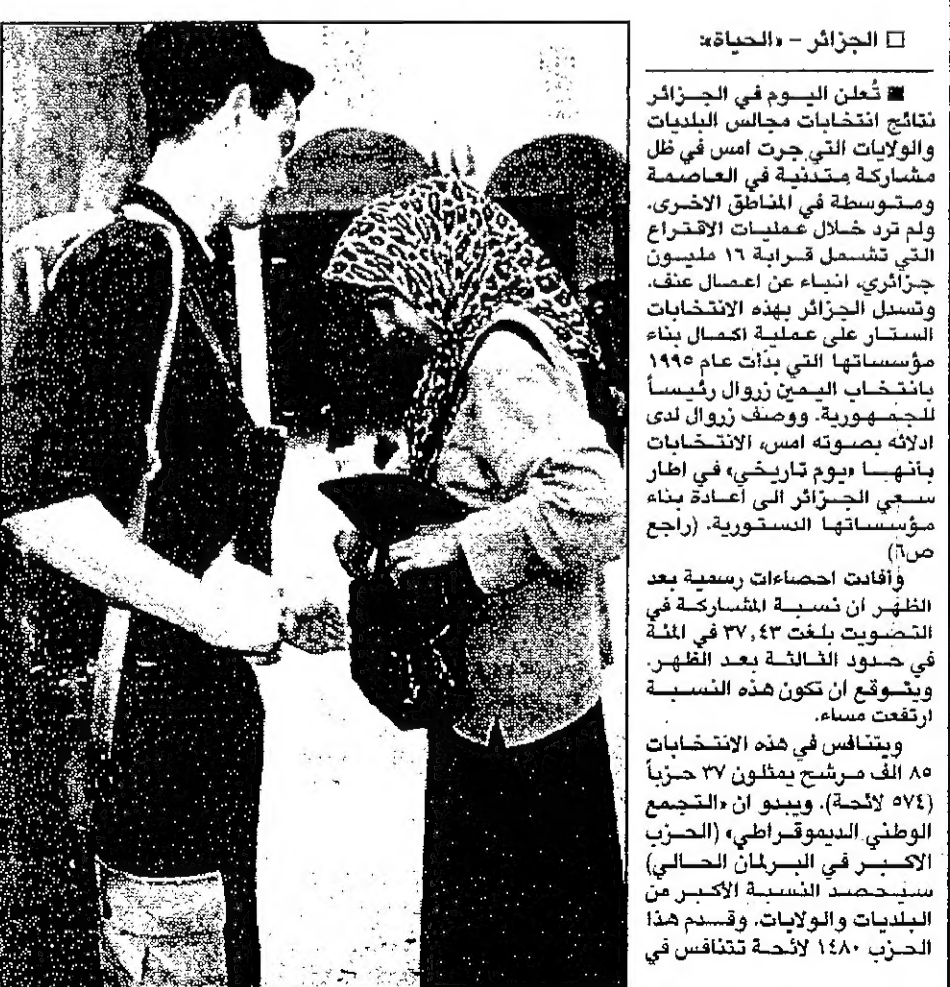 □ الجزائر – «الحياة»:
■ تُعلن اليوم في الجزائر
نتائج انتخابات مجالس البلديات
والولايات التي جرت امس في ظل
مشاركة متدنية في العاصمة
ومتوسطة في المناطق الاخرى.
ولم ترد خلال عمليات الاقتراع
التي تشمل قرابة ١٦ مليون
جزائري، انباء عن اعمال عنف.
وتسدل الجزائر بهذه الانتخابات
الستار على عملية اكمال بناء
مؤسساتها التي بدأت عام ١٩٩٥
بانتخاب اليمين زروال رئيساً
للجمهورية. ووصف زروال لدى
ادلائه بصوته امس، الانتخابات
بأنهـا «يوم تاريخي» في اطار
سعي الجزائر الى اعادة بناء
مؤسساتها الدستورية. (راجع
ص٦)
وأفادت احصاءات رسمية بعد
الظهر ان نسبة المشاركة في
التصويت بلغت ٣٧,٤٣ في المئة
في حدود الثالثة بعد الظهر.
ويتوقع ان تكون هذه النسبة
ارتفعت مساء.
ويتنافس في هذه الانتخابات
٨٥ الف مرشح يمثلون ٣٧ حزباً
(٥٧٤ لائحة). ويبدو ان «التجمع
الوطني الديموقراطي» (الحزب
الاكبر في البرلمان الحالي)
سيحصد النسبة الأكبر من
البلديات والولايات. وقدم هذا
الحزب ١٤٨٠ لائحة تتنافس في